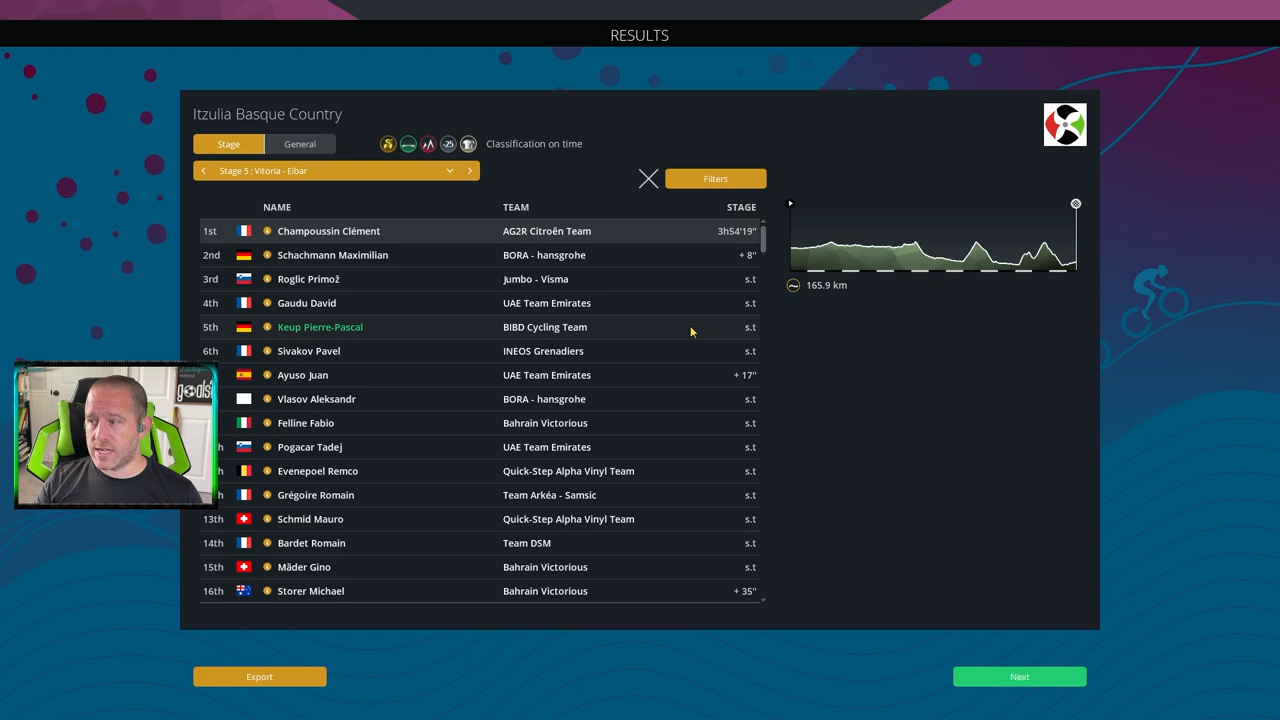 RESULTS
Itzulia Basque Country
Stage General -25 Classification on time
Stage 5 : Vitoria - Eibar
Filters
NAME TEAM STAGE
1st Champoussin Clément AG2R Citroën Team 3h54'19"
2nd Schachmann Maximilian BORA - hansgrohe + 8"
3rd Roglic Primož Jumbo - Visma s.t
4th Gaudu David UAE Team Emirates s.t
5th Keup Pierre-Pascal BIBD Cycling Team s.t
6th Sivakov Pavel INEOS Grenadiers s.t
Ayuso Juan UAE Team Emirates + 17"
Vlasov Aleksandr BORA - hansgrohe s.t
Felline Fabio Bahrain Victorious s.t
h Pogacar Tadej UAE Team Emirates s.t
h Evenepoel Remco Quick-Step Alpha Vinyl Team s.t
h Grégoire Romain Team Arkéa - Samsic s.t
13th Schmid Mauro Quick-Step Alpha Vinyl Team s.t
14th Bardet Romain Team DSM s.t
15th Mäder Gino Bahrain Victorious s.t
16th Storer Michael Bahrain Victorious + 35"
165.9 km
goals
Export
Next